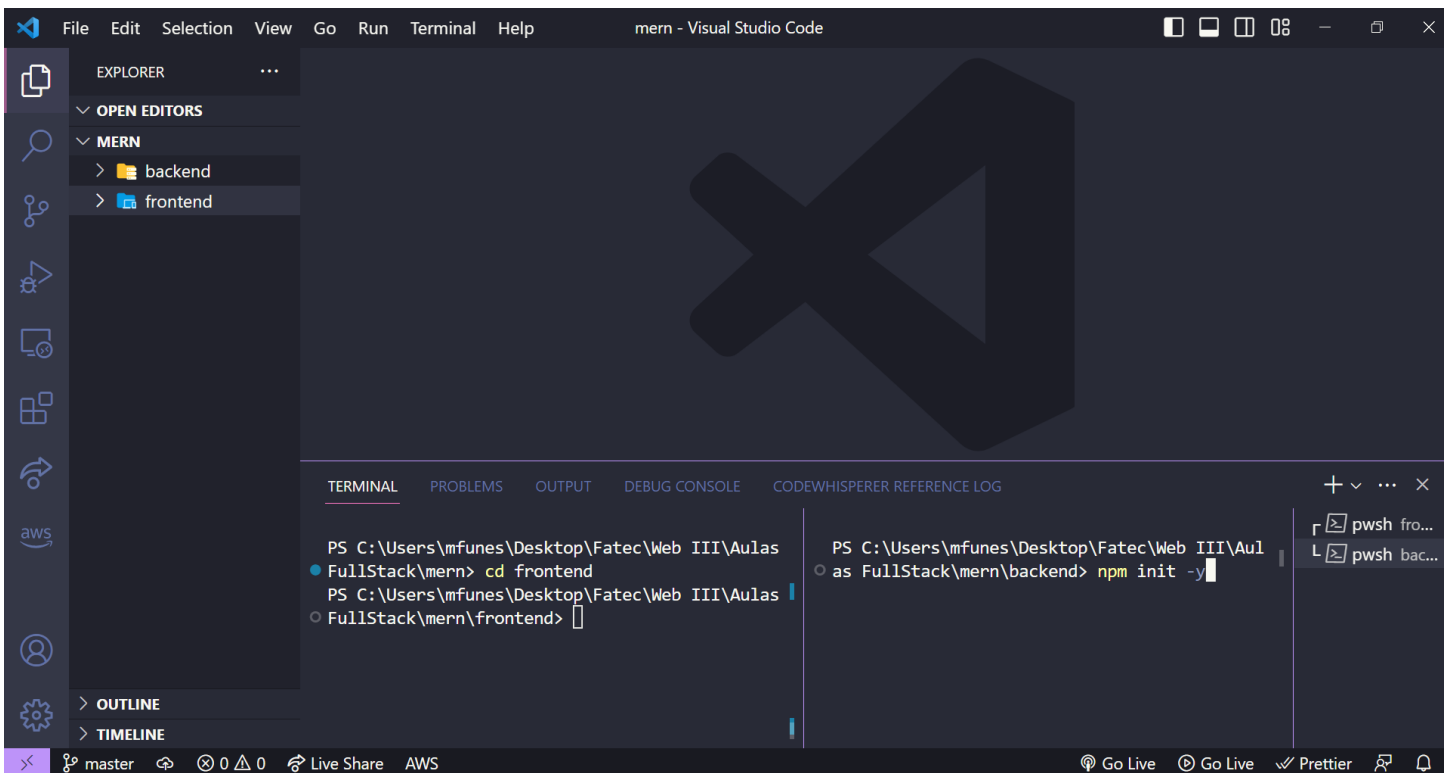 File Edit Selection View Go Run Terminal Help
mern - Visual Studio Code
EXPLORER
OPEN EDITORS
MERN
backend
frontend
OUTLINE
TIMELINE
aws
TERMINAL PROBLEMS OUTPUT DEBUG CONSOLE CODEWHISPERER REFERENCE LOG
PS C:\Users\mfunes\Desktop\Fatec\Web III\Aulas
FullStack\mern> cd frontend
PS C:\Users\mfunes\Desktop\Fatec\Web III\Aulas
FullStack\mern\frontend>
PS C:\Users\mfunes\Desktop\Fatec\Web III\Aul
as FullStack\mern\backend> npm init -y
pwsh fro...
pwsh bac...
master 0 0 Live Share AWS
Go Live Go Live Prettier